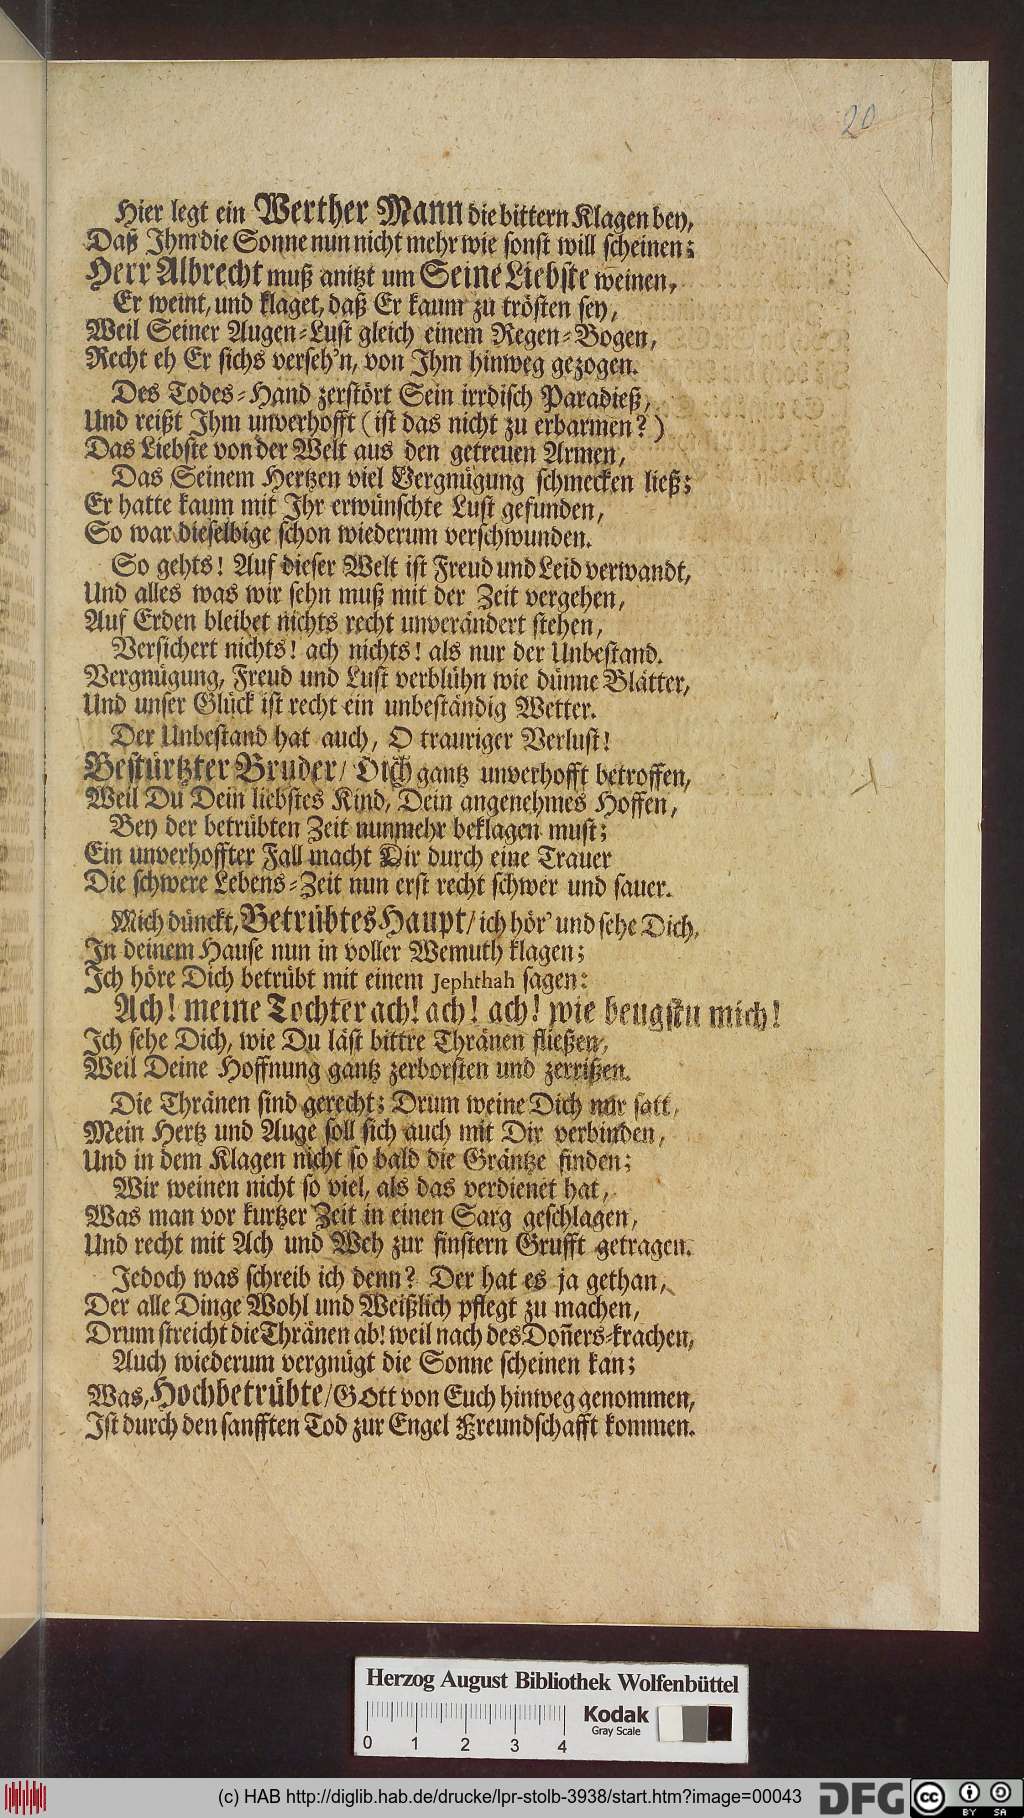 20
Hier legt ein Werther Mann die bittern Klagen bey,
Daß Ihm die Sonne nun nicht mehr wie sonst will scheinen;
Herr Albrecht muß anitzt um Seine Liebste weinen,
Er weint, und klaget, daß Er kaum zu trösten sey,
Weil Seiner Augen-Lust gleich einem Regen-Bogen,
Recht eh Er sichs verseh'n, von Ihm hinweg gezogen.
Des Todes-Hand zerstört Sein irrdisch Paradieß,
Und reißt Ihm unverhofft (ist das nicht zu erbarmen?)
Das Liebste von der Welt aus den getreuen Armen,
Das Seinem Hertzen viel Vergnügung schmecken ließ;
Er hatte kaum mit Ihr erwünschte Lust gefunden,
So war dieselbige schon wiederum verschwunden.
So gehts! Auf dieser Welt ist Freud und Leid verwandt,
Und alles was wir sehn muß mit der Zeit vergehen,
Auf Erden bleibet nichts recht unverändert stehen,
Versichert nichts! ach nichts! als nur der Unbestand.
Vergnügung, Freud und Lust verblühn wie dünne Blätter,
Und unser Glück ist recht ein unbeständig Wetter.
Der Unbestand hat auch, O trauriger Verlust!
Bestürtzter Bruder/ Dich gantz unverhofft betroffen,
Weil Du Dein liebstes Kind, Dein angenehmes Hoffen,
Bey der betrübten Zeit nunmehr beklagen must;
Ein unverhoffter Fall macht Dir durch eine Trauer
Die schwere Lebens-Zeit nun erst recht schwer und sauer.
Mich dünckt, Betrübtes Haupt/ ich hör' und sehe Dich,
In deinem Hause nun in voller Wemuth klagen;
Ich höre Dich betrübt mit einem Jephthah sagen:
Ach! meine Tochter ach! ach! ach! wie beugstu mich!
Ich sehe Dich, wie Du läst bittre Thränen fließen,
Weil Deine Hoffnung gantz zerborsten und zerrißen.
Die Thränen sind gerecht; Drum weine Dich nur satt,
Mein Hertz und Auge soll sich auch mit Dir verbinden,
Und in dem Klagen nicht so bald die Gräntze finden;
Wir weinen nicht so viel, als das verdienet hat,
Was man vor kurtzer Zeit in einen Sarg geschlagen,
Und recht mit Ach und Weh zur finstern Grufft getragen.
Jedoch was schreib ich denn? Der hat es ja gethan,
Der alle Dinge Wohl und Weißlich pflegt zu machen,
Drum streicht die Thränen ab! weil nach des Doñers-krachen,
Auch wiederum vergnügt die Sonne scheinen kan;
Was, Hochbetrübte/ GOtt von Euch hinweg genommen,
Ist durch den sanfften Tod zur Engel Freundschafft kommen.
Herzog August Bibliothek Wolfenbüttel
Kodak
Gray Scale
0 1 2 3 4
(c) HAB http://diglib.hab.de/drucke/lpr-stolb-3938/start.htm?image=00043
DFG
cc BY SA